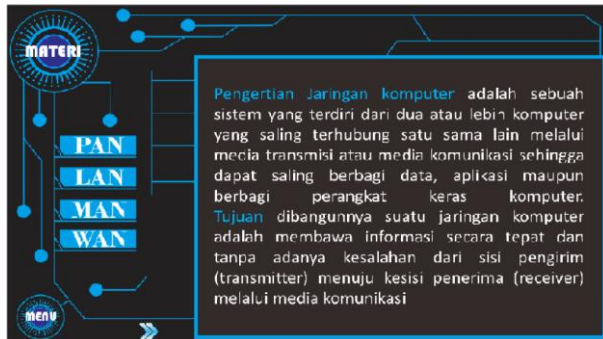 MATERI
PAN
LAN
MAN
WAN
MENU
Pengertian Jaringan komputer adalah sebuah
sistem yang terdiri dari dua atau lebih komputer
yang saling terhubung satu sama lain melalui
media transmisi atau media komunikasi sehingga
dapat saling berbagi data, aplikasi maupun
berbagi perangkat keras komputer.
Tujuan dibangunnya suatu jaringan komputer
adalah membawa informasi secara tepat dan
tanpa adanya kesalahan dari sisi pengirim
(transmitter) menuju kesisi penerima (receiver)
melalui media komunikasi